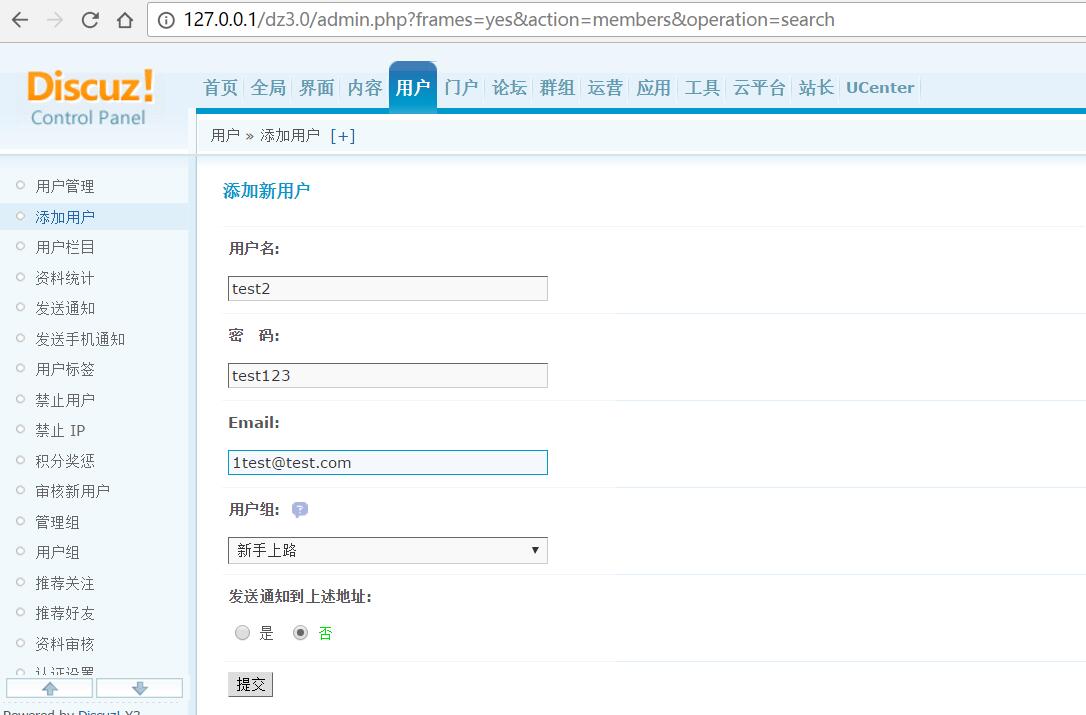 127.0.0.1/dz3.0/admin.php?frames=yes&action=members&operation=search
Discuz!
Control Panel
首页 全局 界面 内容 用户 门户 论坛 群组 运营 应用 工具 云平台 站长 UCenter
用户 » 添加用户 [+]
用户管理
添加用户
用户栏目
资料统计
发送通知
发送手机通知
用户标签
禁止用户
禁止 IP
积分奖惩
审核新用户
管理组
用户组
推荐关注
推荐好友
资料审核
认证设置
Powered by Discuz! X3
添加新用户
用户名:
test2
密 码:
test123
Email:
1test@test.com
用户组: ?
新手上路
发送通知到上述地址:
是 否
提交